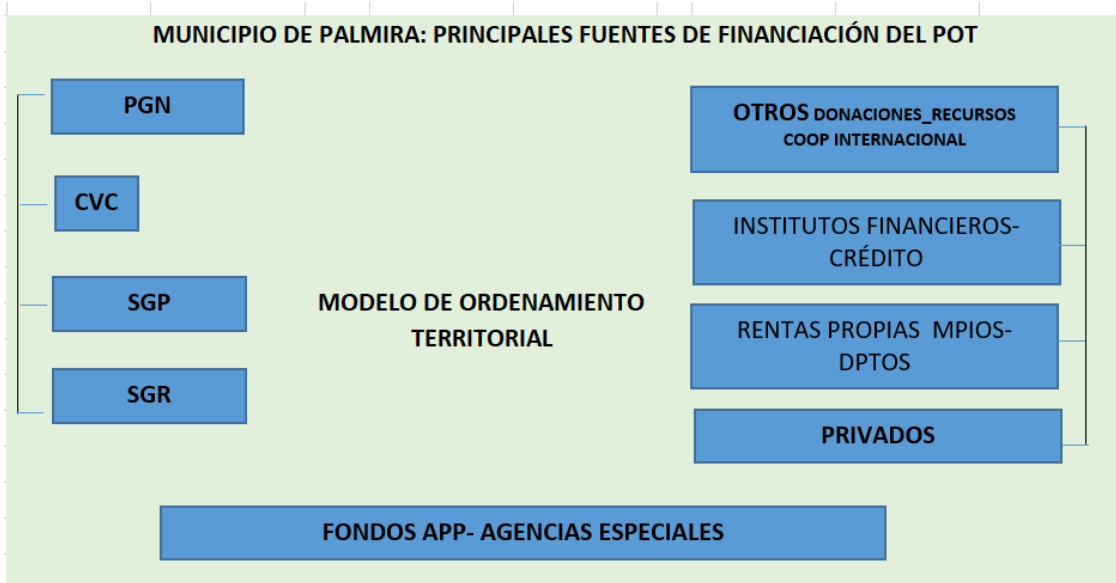 MUNICIPIO DE PALMIRA: PRINCIPALES FUENTES DE FINANCIACIÓN DEL POT
PGN
CVC
SGP
SGR
MODELO DE ORDENAMIENTO
TERRITORIAL
OTROS DONACIONES_RECURSOS
COOP INTERNACIONAL
INSTITUTOS FINANCIEROS-
CRÉDITO
RENTAS PROPIAS MPIOS-
DPTOS
PRIVADOS
FONDOS APP- AGENCIAS ESPECIALES